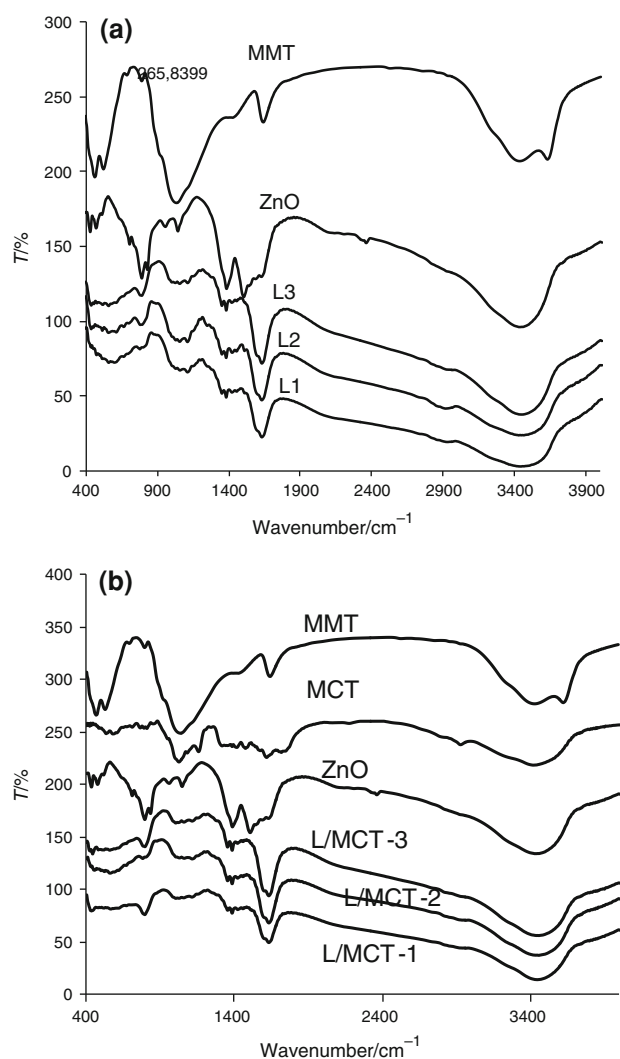 (a)
300
250
200
150
100
50
0
T/%
MMT
265,8399
ZnO
L3
L2
L1
400 900 1400 1900 2400 2900 3400 3900
Wavenumber/cm⁻¹
(b)
400
350
300
250
200
150
100
50
0
T/%
MMT
MCT
ZnO
L/MCT-3
L/MCT-2
L/MCT-1
400 1400 2400 3400
Wavenumber/cm⁻¹